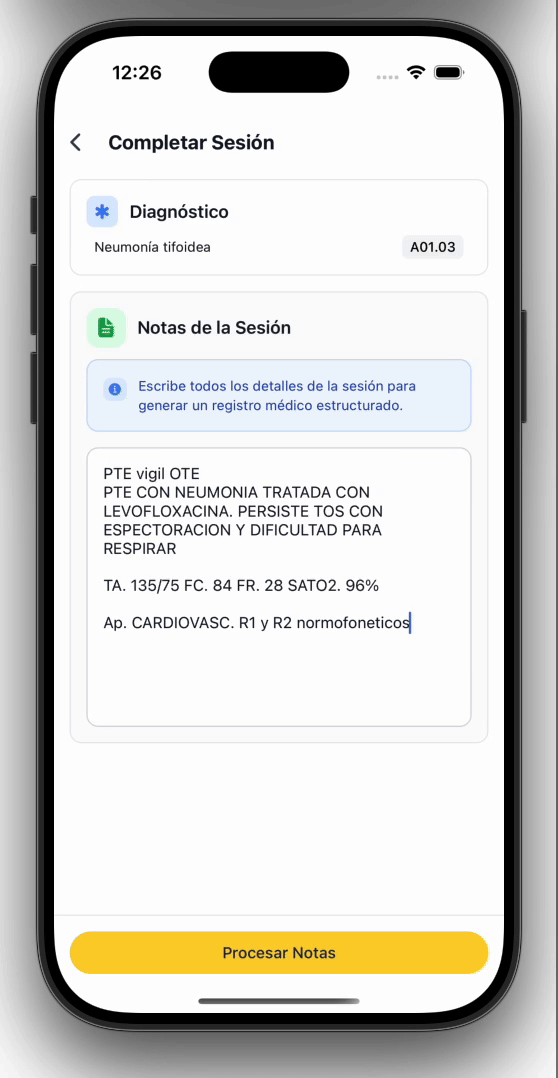 12:26
Completar Sesión
Diagnóstico
Neumonía tifoidea
A01.03
Notas de la Sesión
Escribe todos los detalles de la sesión para
generar un registro médico estructurado.
PTE vigil OTE
PTE CON NEUMONIA TRATADA CON
LEVOFLOXACINA. PERSISTE TOS CON
ESPECTORACION Y DIFICULTAD PARA
RESPIRAR
TA. 135/75 FC. 84 FR. 28 SATO2. 96%
Ap. CARDIOVASC. R1 y R2 normofoneticos
Procesar Notas